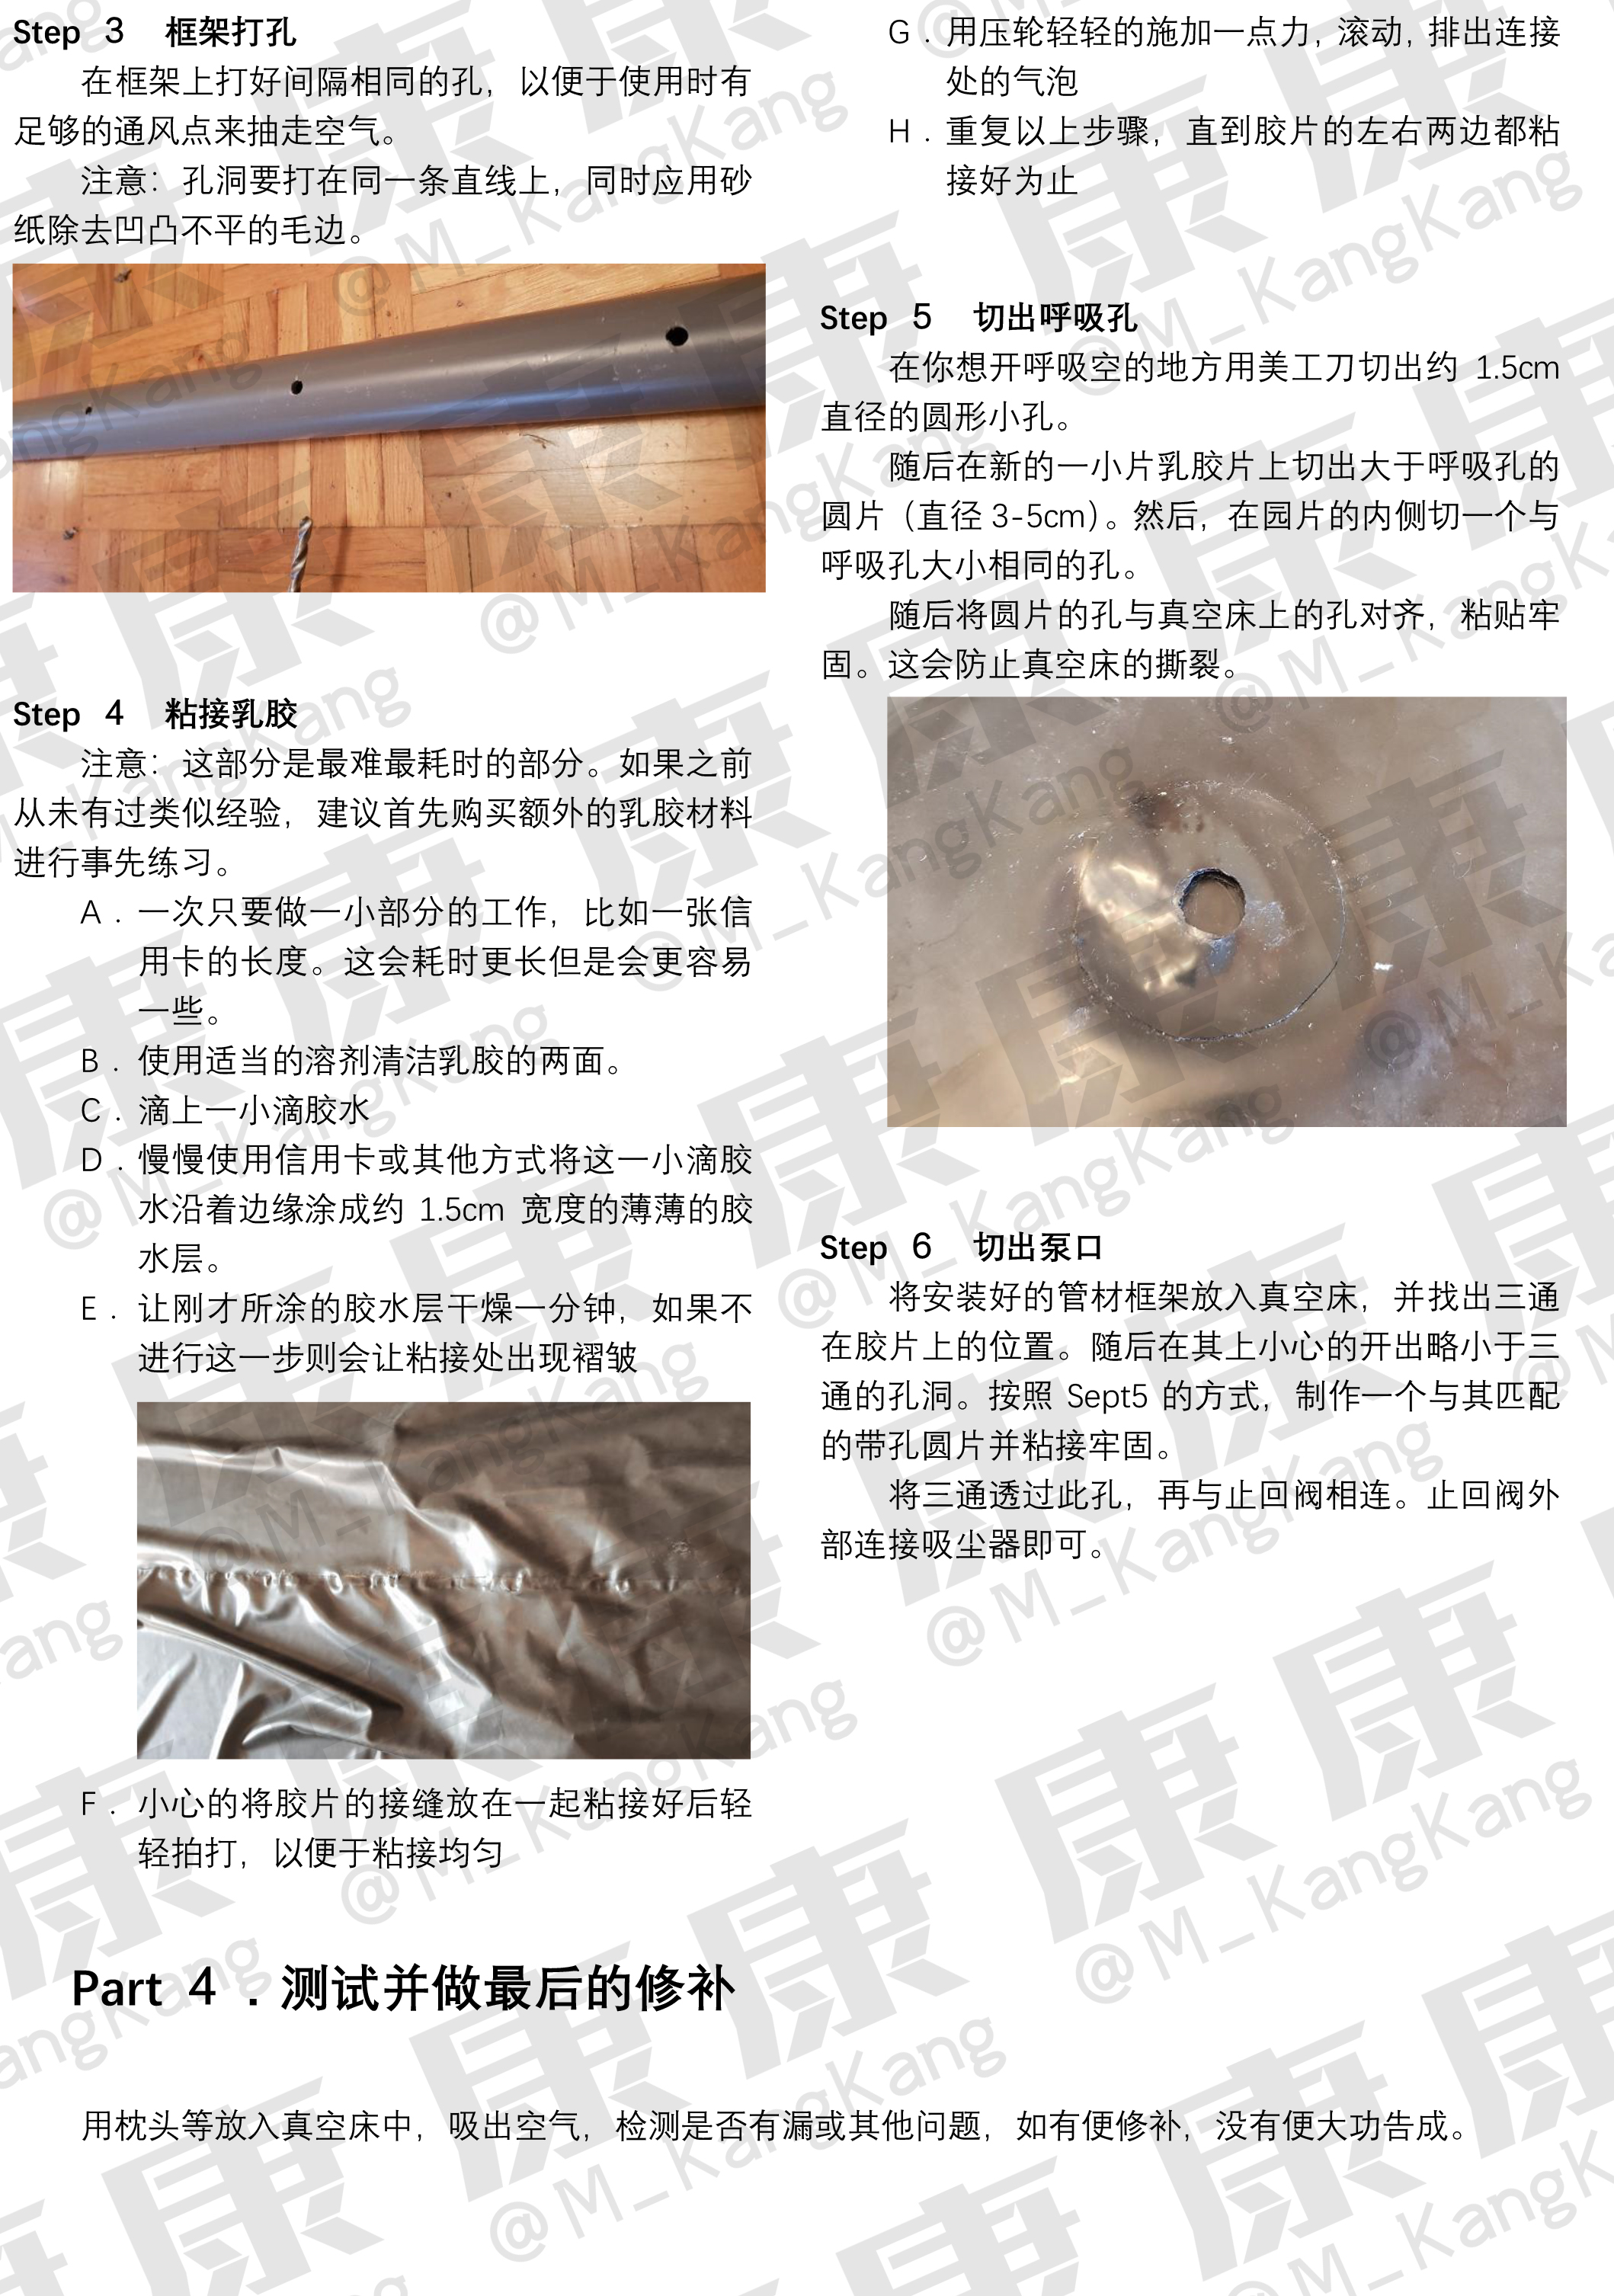 Step 3 框架打孔
在框架上打好间隔相同的孔，以便于使用时有
足够的通风点来抽走空气。
注意：孔洞要打在同一条直线上，同时应用砂
纸除去凹凸不平的毛边。
Step 4 粘接乳胶
注意：这部分是最难最耗时的部分。如果之前
从未有过类似经验，建议首先购买额外的乳胶材料
进行事先练习。
A. 一次只要做一小部分的工作，比如一张信
用卡的长度。这会耗时更长但是会更容易
一些。
B. 使用适当的溶剂清洁乳胶的两面。
C. 滴上一小滴胶水
D. 慢慢使用信用卡或其他方式将这一小滴胶
水沿着边缘涂成约 1.5cm 宽度的薄薄的胶
水层。
E. 让刚才所涂的胶水层干燥一分钟，如果不
进行这一步则会让粘接处出现褶皱
F. 小心的将胶片的接缝放在一起粘接好后轻
轻拍打，以便于粘接均匀
G. 用压轮轻轻的施加一点力，滚动，排出连接
处的气泡
H. 重复以上步骤，直到胶片的左右两边都粘
接好为止
Step 5 切出呼吸孔
在你想开呼吸空的地方用美工刀切出约 1.5cm
直径的圆形小孔。
随后在新的一小片乳胶片上切出大于呼吸孔的
圆片（直径 3-5cm）。然后，在园片的内侧切一个与
呼吸孔大小相同的孔。
随后将圆片的孔与真空床上的孔对齐，粘贴牢
固。这会防止真空床的撕裂。
Step 6 切出泵口
将安装好的管材框架放入真空床，并找出三通
在胶片上的位置。随后在其上小心的开出略小于三
通的孔洞。按照 Sept5 的方式，制作一个与其匹配
的带孔圆片并粘接牢固。
将三通透过此孔，再与止回阀相连。止回阀外
部连接吸尘器即可。
Part 4 . 测试并做最后的修补
用枕头等放入真空床中，吸出空气，检测是否有漏或其他问题，如有便修补，没有便大功告成。
康康
@M_KangKang